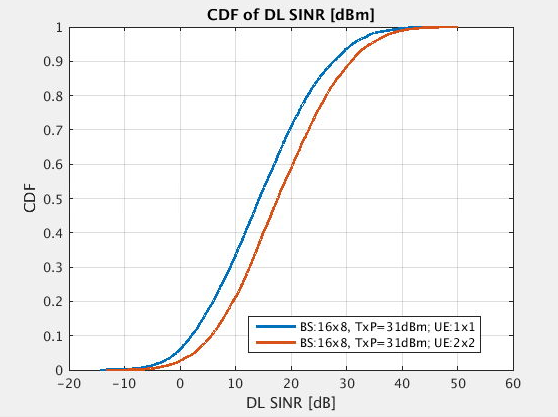 CDF of DL SINR [dBm]
1
0.9
0.8
0.7
0.6
0.5
0.4
0.3
0.2
0.1
0
CDF
BS:16x8, TxP=31dBm; UE:1x1
BS:16x8, TxP=31dBm; UE:2x2
-20 -10 0 10 20 30 40 50 60
DL SINR [dB]